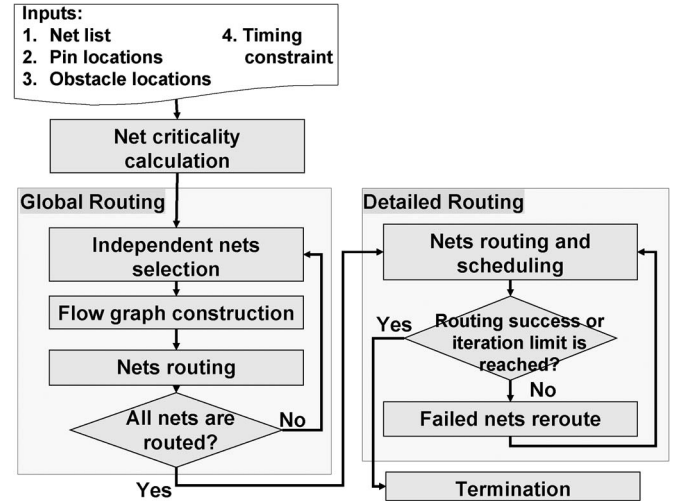 Inputs:
1. Net list
2. Pin locations
3. Obstacle locations
4. Timing
constraint
Net criticality
calculation
Global Routing
Independent nets
selection
Flow graph construction
Nets routing
All nets are
routed?
No
Yes
Detailed Routing
Nets routing and
scheduling
Yes
Routing success or
iteration limit is
reached?
No
Failed nets reroute
Termination